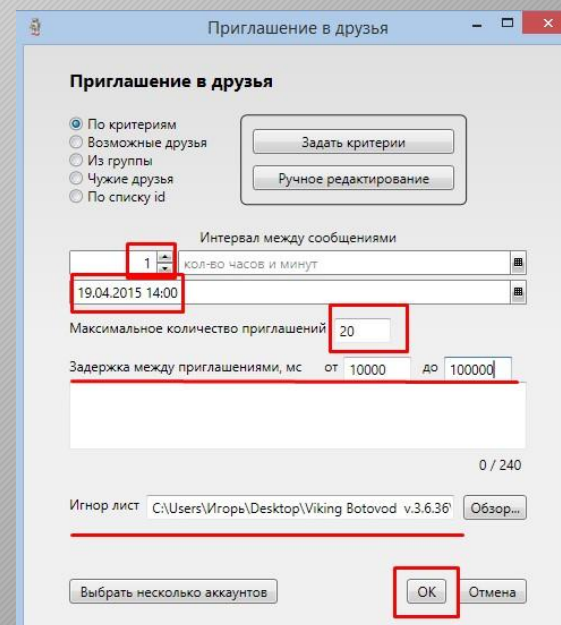 Приглашение в друзья
Приглашение в друзья
По критериям
Возможные друзья
Из группы
Чужие друзья
По списку id
Задать критерии
Ручное редактирование
Интервал между сообщениями
1 кол-во часов и минут
19.04.2015 14:00
Максимальное количество приглашений 20
Задержка между приглашениями, мс от 10000 до 100000
0 / 240
Игнор лист C:\Users\Игорь\Desktop\Viking Botovod v.3.6.36\ Обзор...
Выбрать несколько аккаунтов ОК Отмена